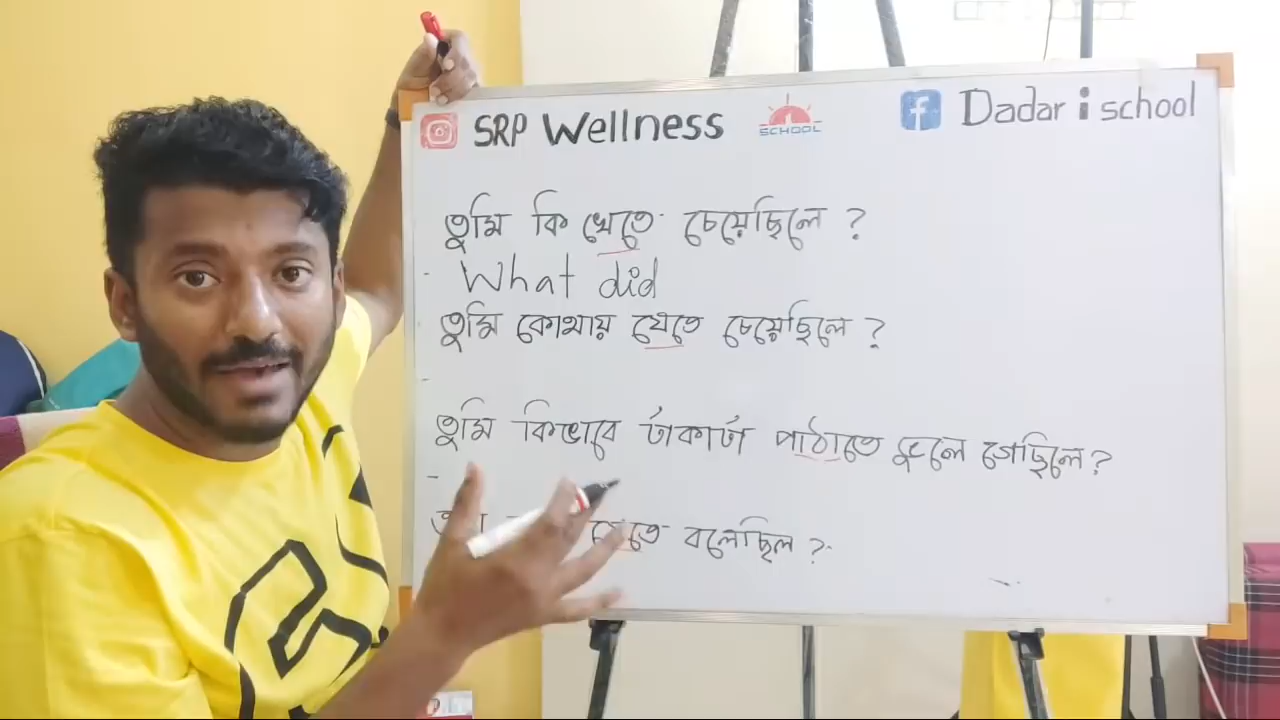 SRP Wellness SCHOOL f Dadar i school
তুমি কি খেতে চেয়েছিলে ?
What did
তুমি কোথায় যেতে চেয়েছিলে ?
তুমি কিভাবে টাকাটা পাঠাতে ভুলে গেছিলে ?
বলেছিল ?